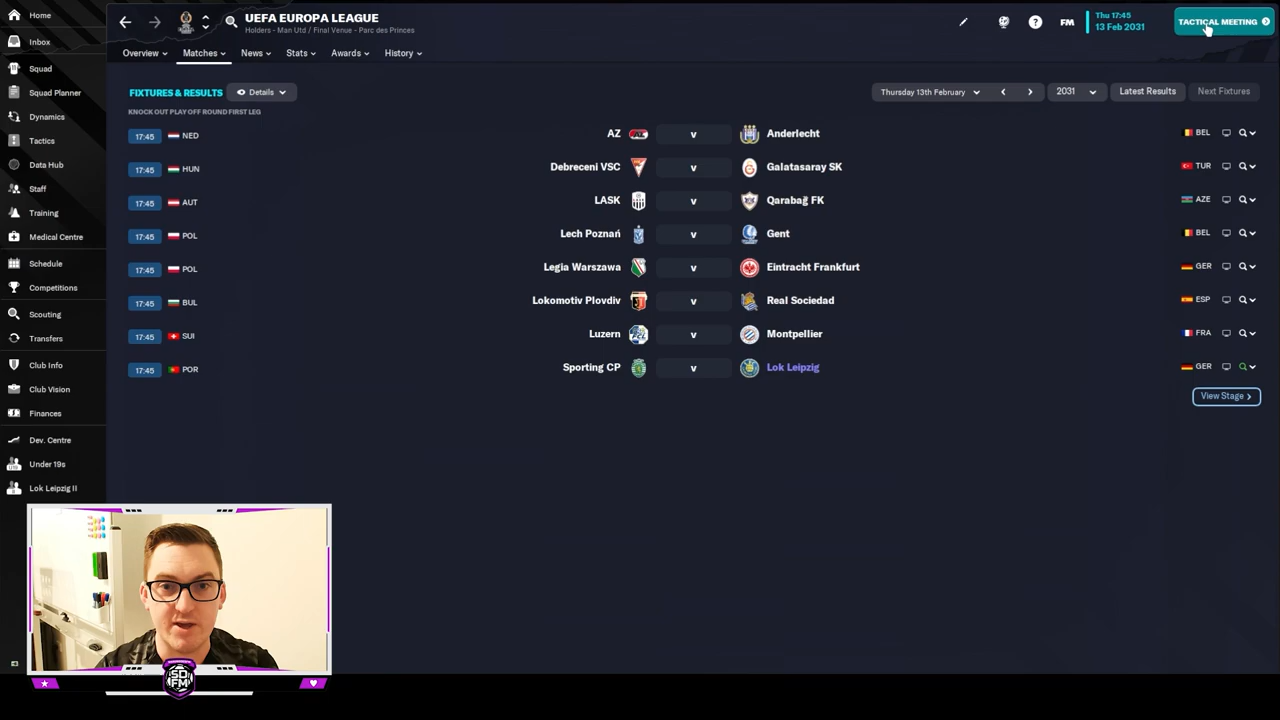 Home
Inbox
Squad
Squad Planner
Dynamics
Tactics
Data Hub
Staff
Training
Medical Centre
Schedule
Competitions
Scouting
Transfers
Club Info
Club Vision
Finances
Dev. Centre
Under 19s
Lok Leipzig II
UEFA EUROPA LEAGUE
Holders - Man Utd / Final Venue - Parc des Princes
FM
Thu 17:45
13 Feb 2031
TACTICAL MEETING
Overview Matches News Stats Awards History
FIXTURES & RESULTS Details Thursday 13th February 2031 Latest Results Next Fixtures
KNOCK OUT PLAY OFF ROUND FIRST LEG
17:45 NED AZ v Anderlecht BEL
17:45 HUN Debreceni VSC v Galatasaray SK TUR
17:45 AUT LASK v Qarabağ FK AZE
17:45 POL Lech Poznań v Gent BEL
17:45 POL Legia Warszawa v Eintracht Frankfurt GER
17:45 BUL Lokomotiv Plovdiv v Real Sociedad ESP
17:45 SUI Luzern v Montpellier FRA
17:45 POR Sporting CP v Lok Leipzig GER
View Stage
SD
FM